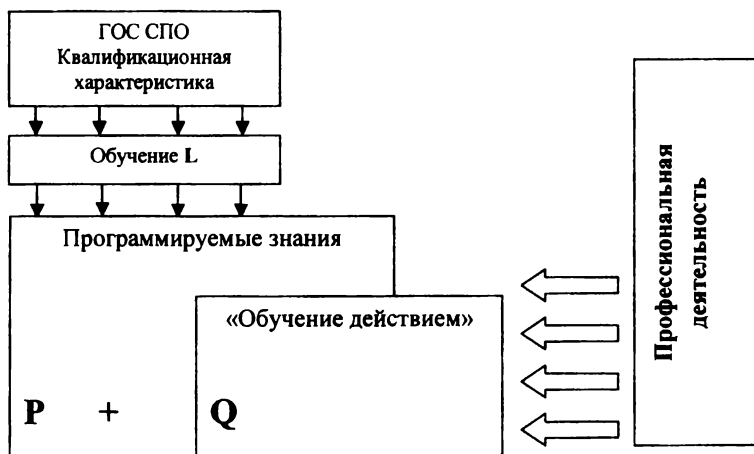 ГОС СПО
Квалификационная
характеристика
Обучение L
Программируемые знания
«Обучение действием»
P + Q
Профессиональная
деятельность